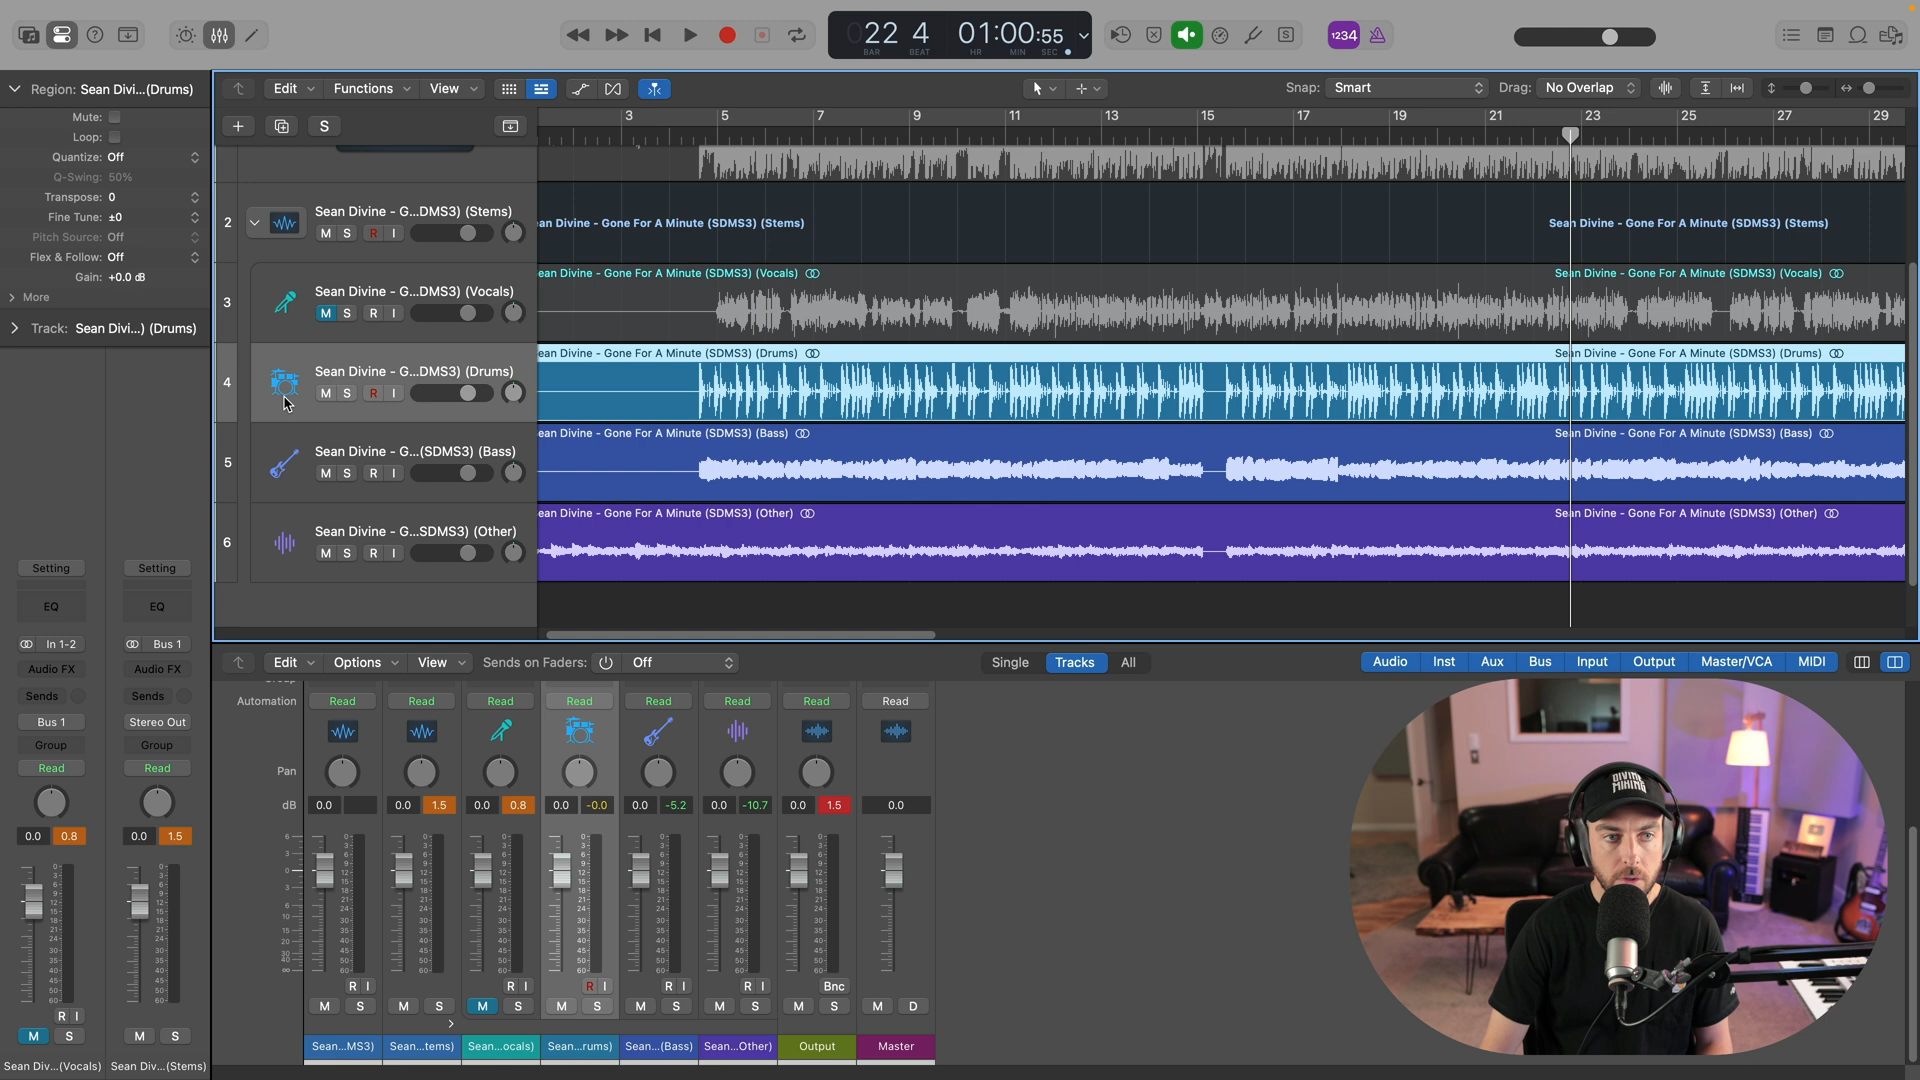 22 4 01:00:55
BAR BEAT HR MIN SEC
1234
Region: Sean Divi...(Drums)
Mute:
Loop:
Quantize: Off
Q-Swing: 50%
Transpose: 0
Fine Tune: ±0
Pitch Source: Off
Flex & Follow: Off
Gain: +0.0 dB
More
Track: Sean Divi...) (Drums)
Edit Functions View
Snap: Smart Drag: No Overlap
S
3 5 7 9 11 13 15 17 19 21 23 25 27 29
2 Sean Divine - G...DMS3) (Stems)
M S R I
ean Divine - Gone For A Minute (SDMS3) (Stems) Sean Divine - Gone For A Minute (SDMS3) (Stems)
3 Sean Divine - G...DMS3) (Vocals)
M S R I
ean Divine - Gone For A Minute (SDMS3) (Vocals) Sean Divine - Gone For A Minute (SDMS3) (Vocals)
4 Sean Divine - G...DMS3) (Drums)
M S R I
ean Divine - Gone For A Minute (SDMS3) (Drums) Sean Divine - Gone For A Minute (SDMS3) (Drums)
5 Sean Divine - G...(SDMS3) (Bass)
M S R I
ean Divine - Gone For A Minute (SDMS3) (Bass) Sean Divine - Gone For A Minute (SDMS3) (Bass)
6 Sean Divine - G...SDMS3) (Other)
M S R I
ean Divine - Gone For A Minute (SDMS3) (Other) Sean Divine - Gone For A Minute (SDMS3) (Other)
Setting Setting
EQ EQ
In 1-2 Bus 1
Audio FX Audio FX
Sends Sends
Bus 1 Stereo Out
Group Group
Read Read
0.0 0.8 0.0 1.5
R I
M S M S
Sean Div...(Vocals) Sean Div...(Stems)
Edit Options View Sends on Faders: Off
Single Tracks All
Audio Inst Aux Bus Input Output Master/VCA MIDI
Automation Read Read Read Read Read Read Read Read
Pan
dB 0.0 0.0 1.5 0.0 0.8 0.0 -0.0 0.0 -5.2 0.0 -10.7 0.0 1.5 0.0
R I R I R I R I R I Bnc
M S M S M S M S M S M S M S M D
Sean...MS3) Sean...tems) Sean...ocals) Sean...rums) Sean...(Bass) Sean...Other) Output Master
DIVINE
MIXING